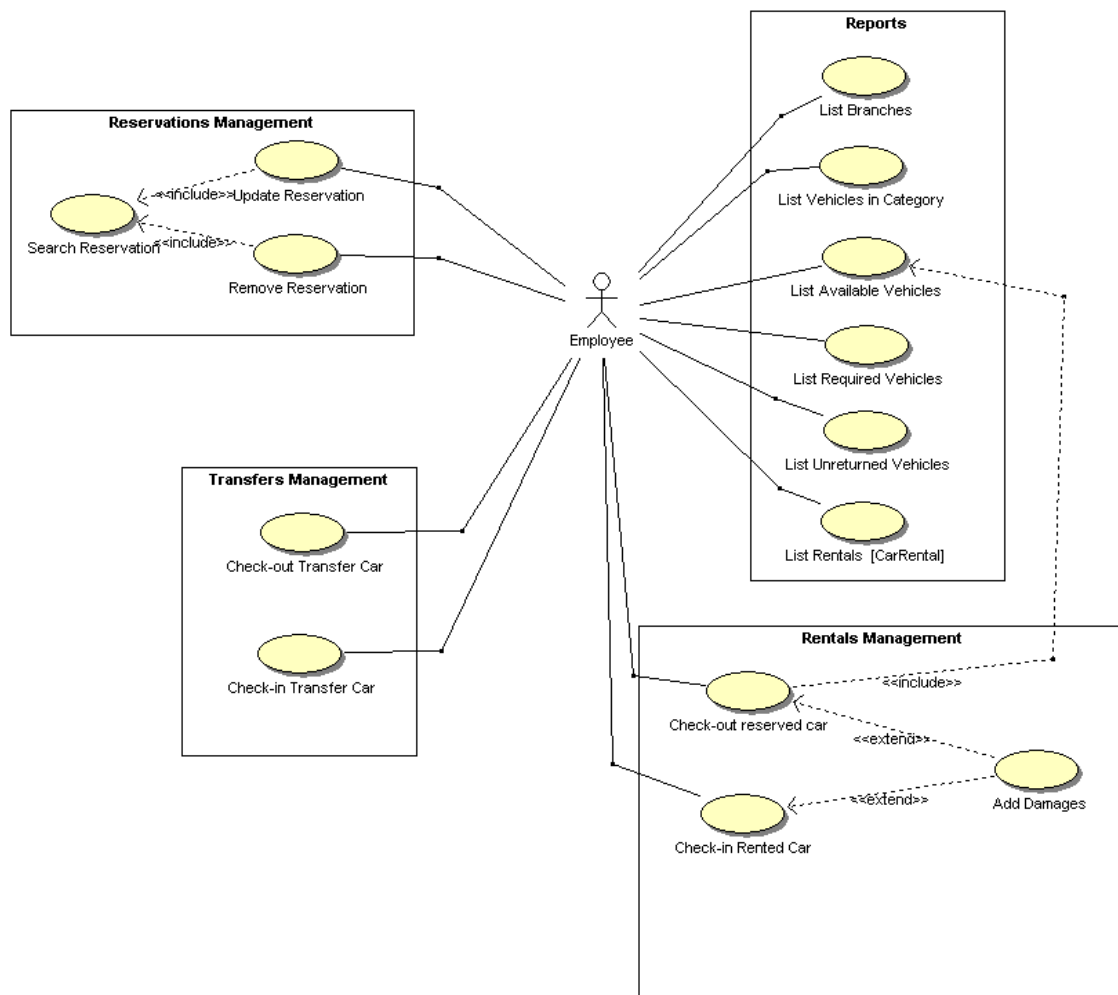 Reports
List Branches
List Vehicles in Category
List Available Vehicles
List Required Vehicles
List Unreturned Vehicles
List Rentals [CarRental]
Reservations Management
<<include>>
Update Reservation
Search Reservation
<<include>>
Remove Reservation
Employee
Transfers Management
Check-out Transfer Car
Check-in Transfer Car
Rentals Management
<<include>>
Check-out reserved car
<<extend>>
<<extend>>
Add Damages
Check-in Rented Car